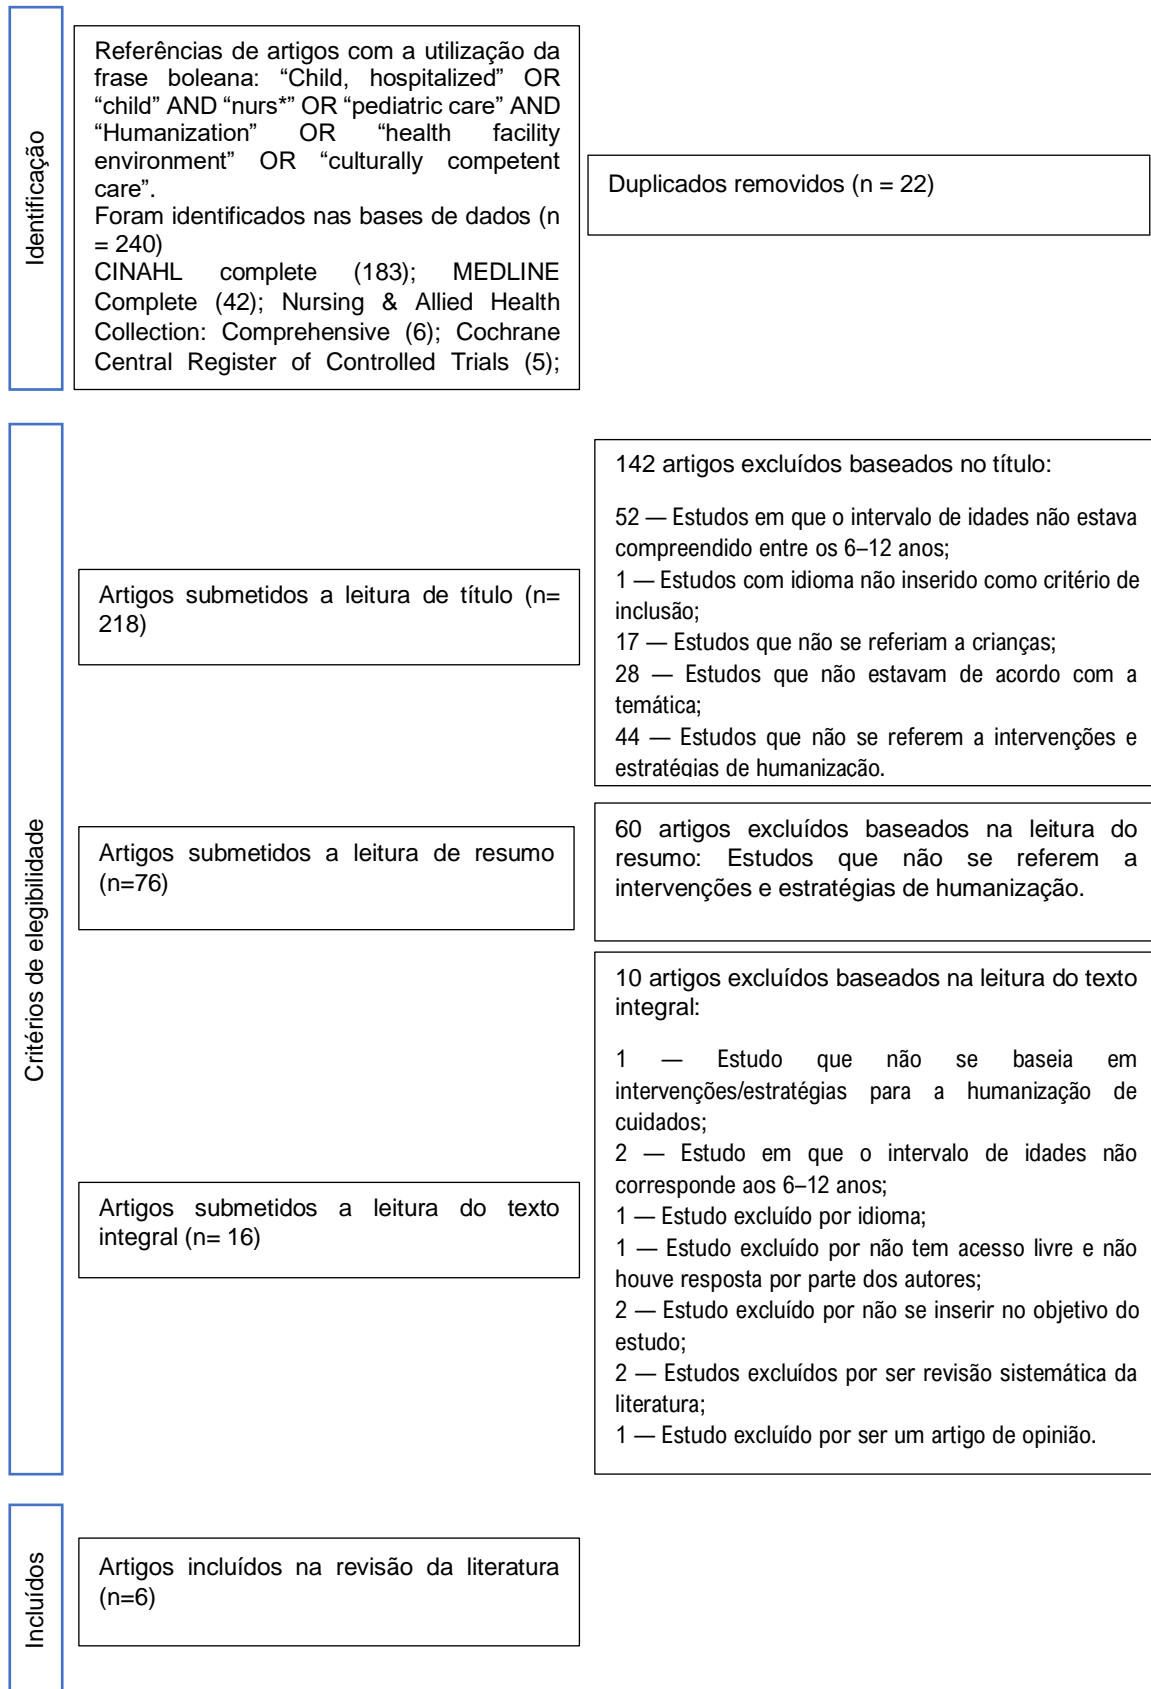 Identificação
Referências de artigos com a utilização da
frase boleana: “Child, hospitalized” OR
“child” AND “nurs*” OR “pediatric care” AND
“Humanization” OR “health facility
environment” OR “culturally competent
care”.
Foram identificados nas bases de dados (n
= 240)
CINAHL complete (183); MEDLINE
Complete (42); Nursing & Allied Health
Collection: Comprehensive (6); Cochrane
Central Register of Controlled Trials (5);
Duplicados removidos (n = 22)
Critérios de elegibilidade
Artigos submetidos a leitura de título (n=
218)
142 artigos excluídos baseados no título:
52 — Estudos em que o intervalo de idades não estava
compreendido entre os 6–12 anos;
1 — Estudos com idioma não inserido como critério de
inclusão;
17 — Estudos que não se referiam a crianças;
28 — Estudos que não estavam de acordo com a
temática;
44 — Estudos que não se referem a intervenções e
estratégias de humanização.
Artigos submetidos a leitura de resumo
(n=76)
60 artigos excluídos baseados na leitura do
resumo: Estudos que não se referem a
intervenções e estratégias de humanização.
Artigos submetidos a leitura do texto
integral (n= 16)
10 artigos excluídos baseados na leitura do texto
integral:
1 — Estudo que não se baseia em
intervenções/estratégias para a humanização de
cuidados;
2 — Estudo em que o intervalo de idades não
corresponde aos 6–12 anos;
1 — Estudo excluído por idioma;
1 — Estudo excluído por não tem acesso livre e não
houve resposta por parte dos autores;
2 — Estudo excluído por não se inserir no objetivo do
estudo;
2 — Estudos excluídos por ser revisão sistemática da
literatura;
1 — Estudo excluído por ser um artigo de opinião.
Incluídos
Artigos incluídos na revisão da literatura
(n=6)